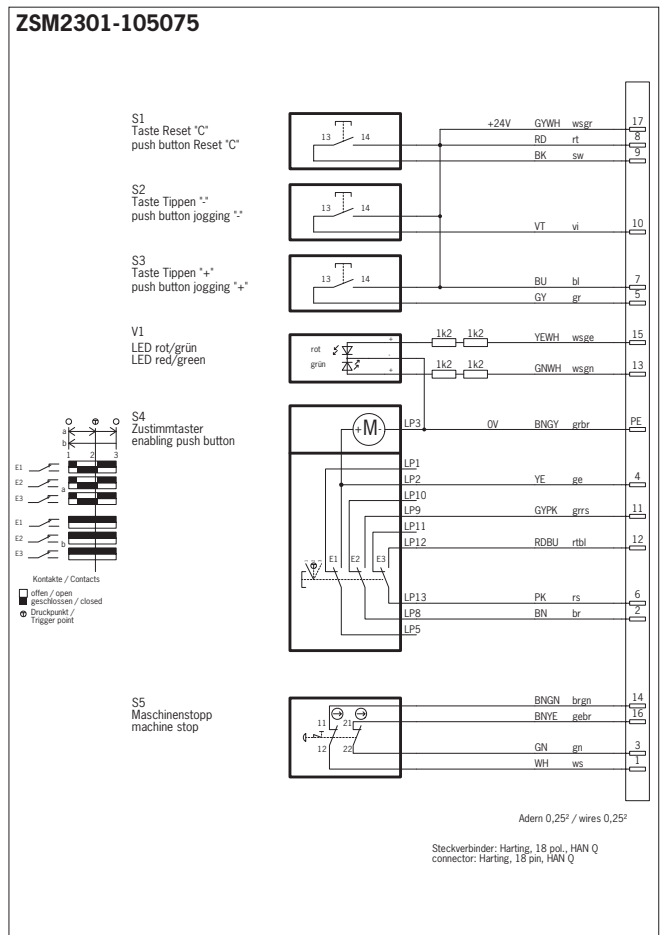 ZSM2301-105075
S1
Taste Reset "C"
push button Reset "C"
13 14
+24V GYWH wsgr 17
RD rt 8
BK sw 9
S2
Taste Tippen "-"
push button jogging "-"
13 14
VT vi 10
S3
Taste Tippen "+"
push button jogging "+"
13 14
BU bl 7
GY gr 5
V1
LED rot/grün
LED red/green
rot
grün
+
-
+
1k2 1k2 YEWH wsge 15
1k2 1k2 GNWH wsgn 13
S4
Zustimmtaster
enabling push button
a
b
1 2 3
E1
E2
a
E3
E1
E2
b
E3
Kontakte / Contacts
offen / open
geschlossen / closed
Druckpunkt /
Trigger point
+M-
LP3 0V BNGY grbr PE
LP1
LP2 YE ge 4
LP10
LP9 GYPK grrs 11
LP11
LP12 RDBU rtbl 12
E1 E2 E3
LP13 PK rs 6
LP8 BN br 2
LP5
S5
Maschinenstopp
machine stop
11 21
12 22
BNGN brgn 14
BNYE gebr 16
GN gn 3
WH ws 1
Adern 0,25² / wires 0,25²
Steckverbinder: Harting, 18 pol., HAN Q
connector: Harting, 18 pin, HAN Q